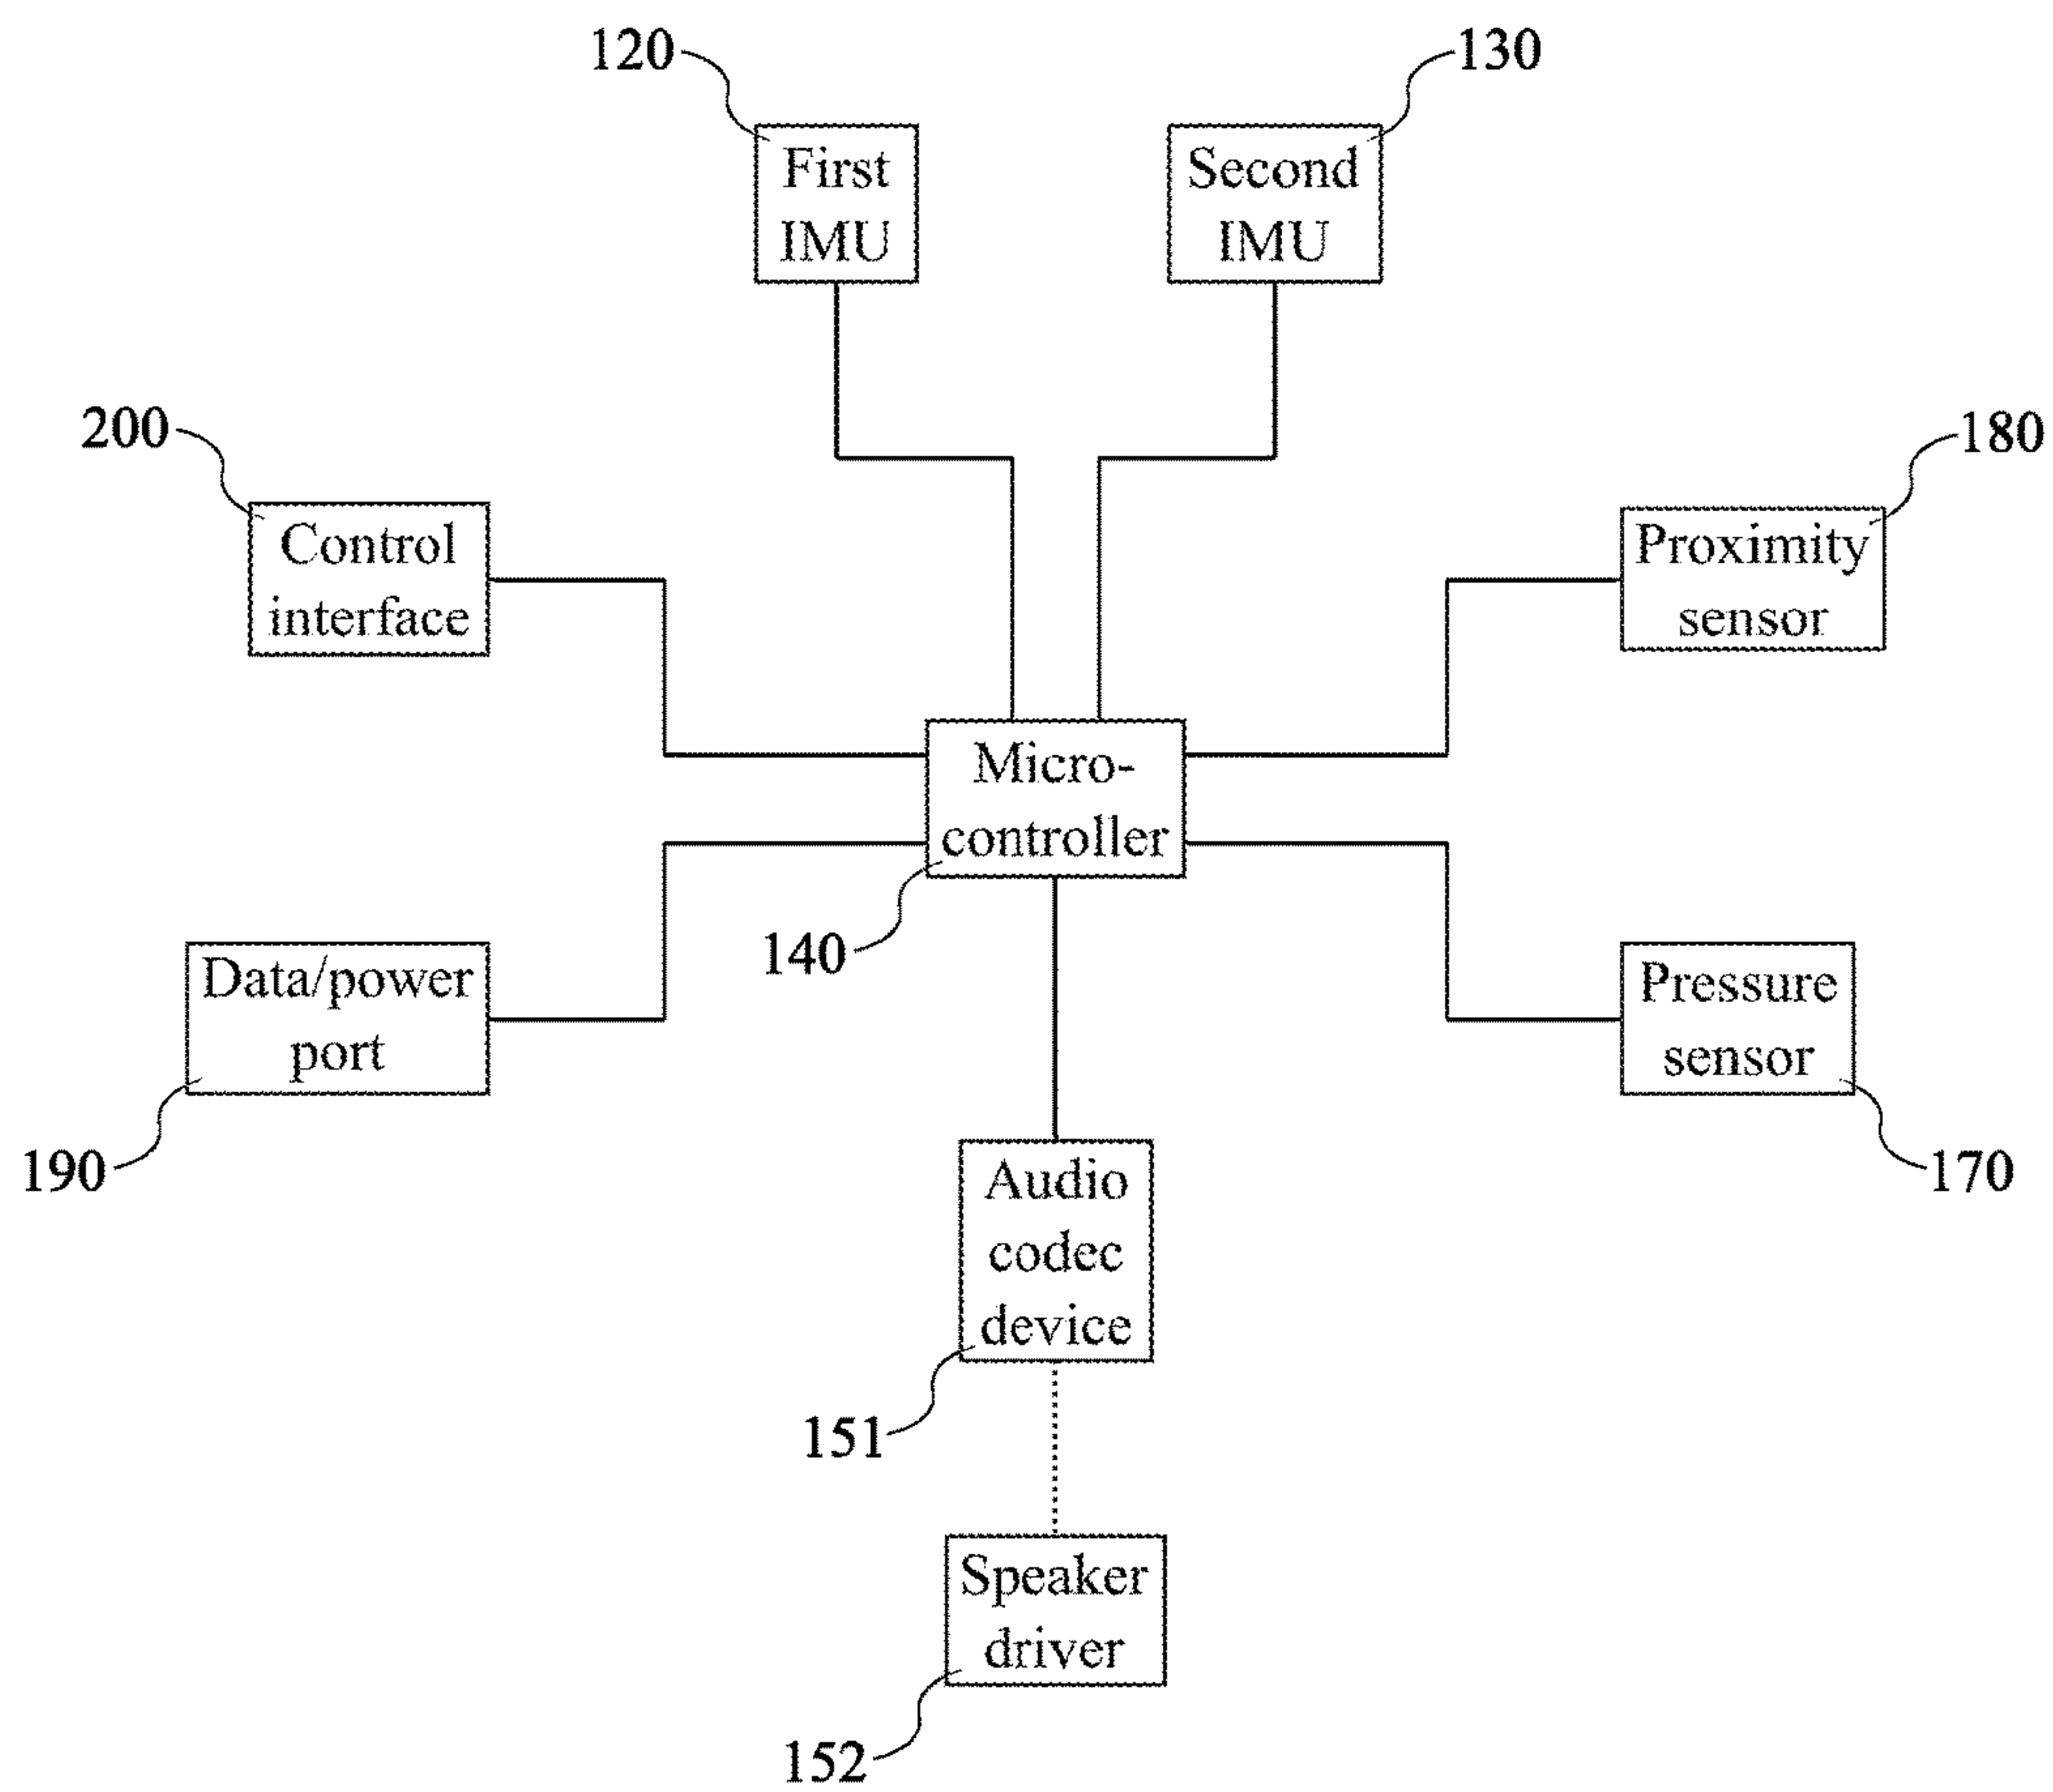 120
130
First
IMU
Second
IMU
200
180
Control
interface
Proximity
sensor
Micro-
controller
140
Data/power
port
Pressure
sensor
190
170
Audio
codec
device
151
Speaker
driver
152